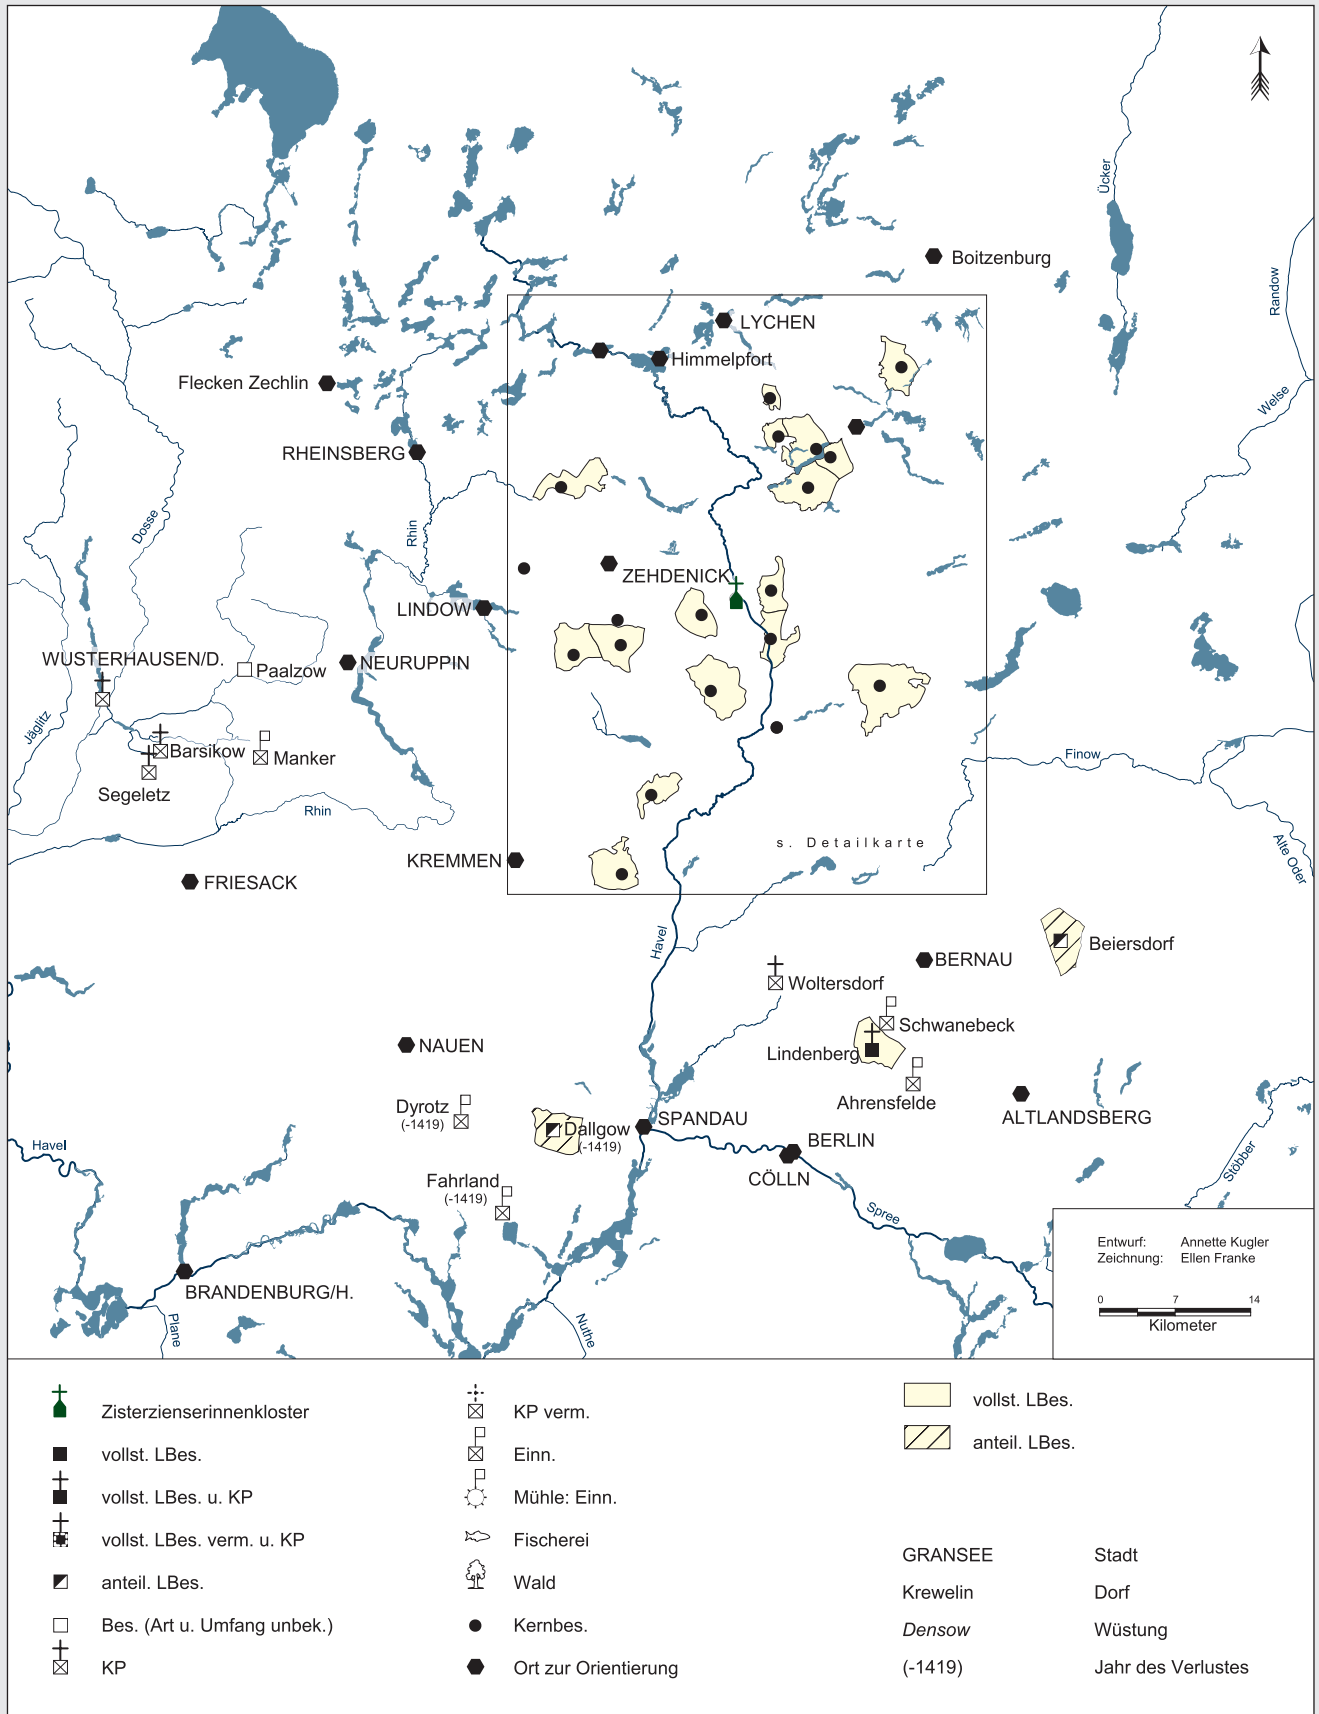 Ücker
Boitzenburg
Randow
LYCHEN
Himmelpfort
Flecken Zechlin
Welse
RHEINSBERG
Dosse
Rhin
ZEHDENICK
LINDOW
WUSTERHAUSEN/D.
NEURUPPIN
Paalzow
Jäglitz
Barsikow
Manker
Finow
Segeletz
Rhin
s. Detailkarte
Alte Oder
KREMMEN
FRIESACK
Havel
Beiersdorf
BERNAU
Woltersdorf
Schwanebeck
NAUEN
Lindenberg
Ahrensfelde
Dyrotz
(-1419)
SPANDAU
ALTLANDSBERG
Dallgow
(-1419)
BERLIN
Havel
CÖLLN
Stöbber
Fahrland
(-1419)
Spree
BRANDENBURG/H.
Plane
Nuthe
Entwurf: Annette Kugler
Zeichnung: Ellen Franke
0 7 14
Kilometer
Zisterzienserinnenkloster
vollst. LBes.
vollst. LBes. u. KP
vollst. LBes. verm. u. KP
anteil. LBes.
Bes. (Art u. Umfang unbek.)
KP
KP verm.
Einn.
Mühle: Einn.
Fischerei
Wald
Kernbes.
Ort zur Orientierung
vollst. LBes.
anteil. LBes.
GRANSEE Stadt
Krewelin Dorf
Densow Wüstung
(-1419) Jahr des Verlustes